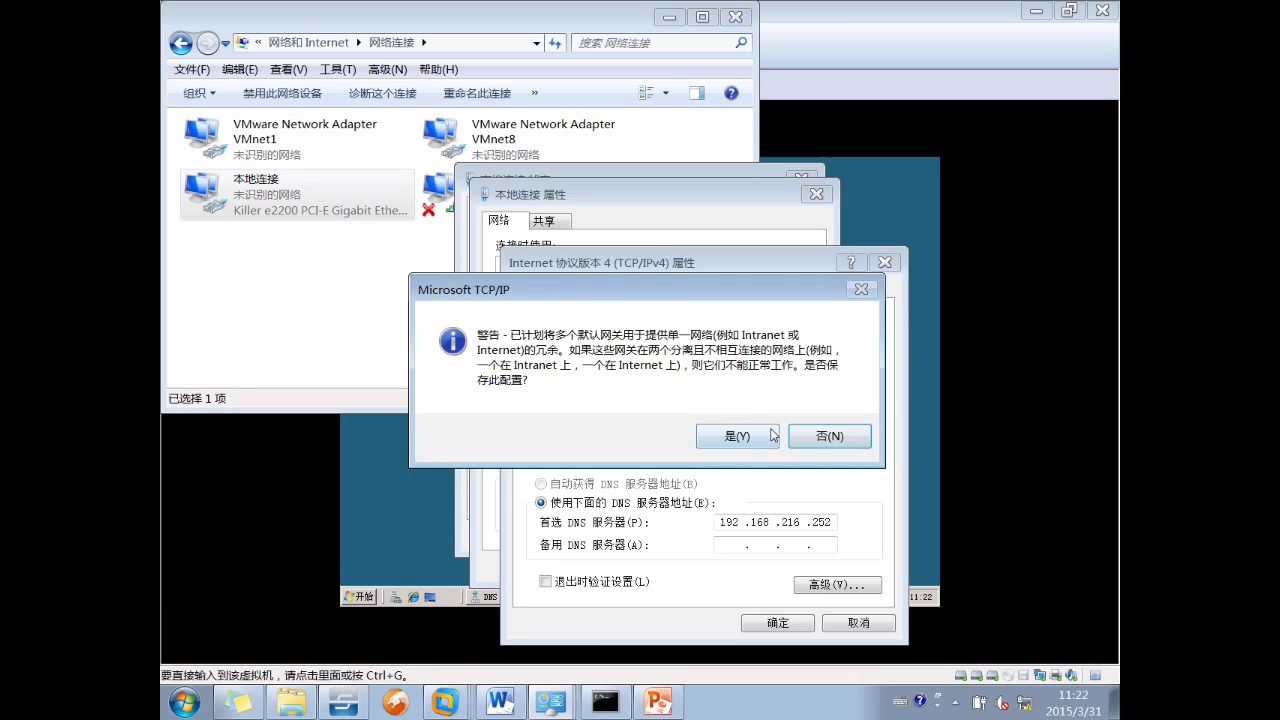 网络和 Internet
网络连接
搜索 网络连接
文件(F) 编辑(E) 查看(V) 工具(T) 高级(N) 帮助(H)
组织 禁用此网络设备 诊断这个连接 重命名此连接 »
VMware Network Adapter
VMnet1
未识别的网络
VMware Network Adapter
VMnet8
未识别的网络
本地连接
未识别的网络
Killer e2200 PCI-E Gigabit Ethe...
已选择 1 项
本地连接 属性
网络 共享
连接时使用:
Internet 协议版本 4 (TCP/IPv4) 属性
Microsoft TCP/IP
警告 - 已计划将多个默认网关用于提供单一网络(例如 Intranet 或
Internet)的冗余。如果这些网关在两个分离且不相互连接的网络上(例如，
一个在 Intranet 上，一个在 Internet 上)，则它们不能正常工作。是否保
存此配置?
是(Y) 否(N)
自动获得 DNS 服务器地址(B)
使用下面的 DNS 服务器地址(E):
首选 DNS 服务器(P): 192 .168 .216 .252
备用 DNS 服务器(A): . . .
退出时验证设置(L)
高级(V)...
确定 取消
开始 DNS 11:22
要直接输入到该虚拟机，请点击里面或按 Ctrl+G。
11:22
2015/3/31